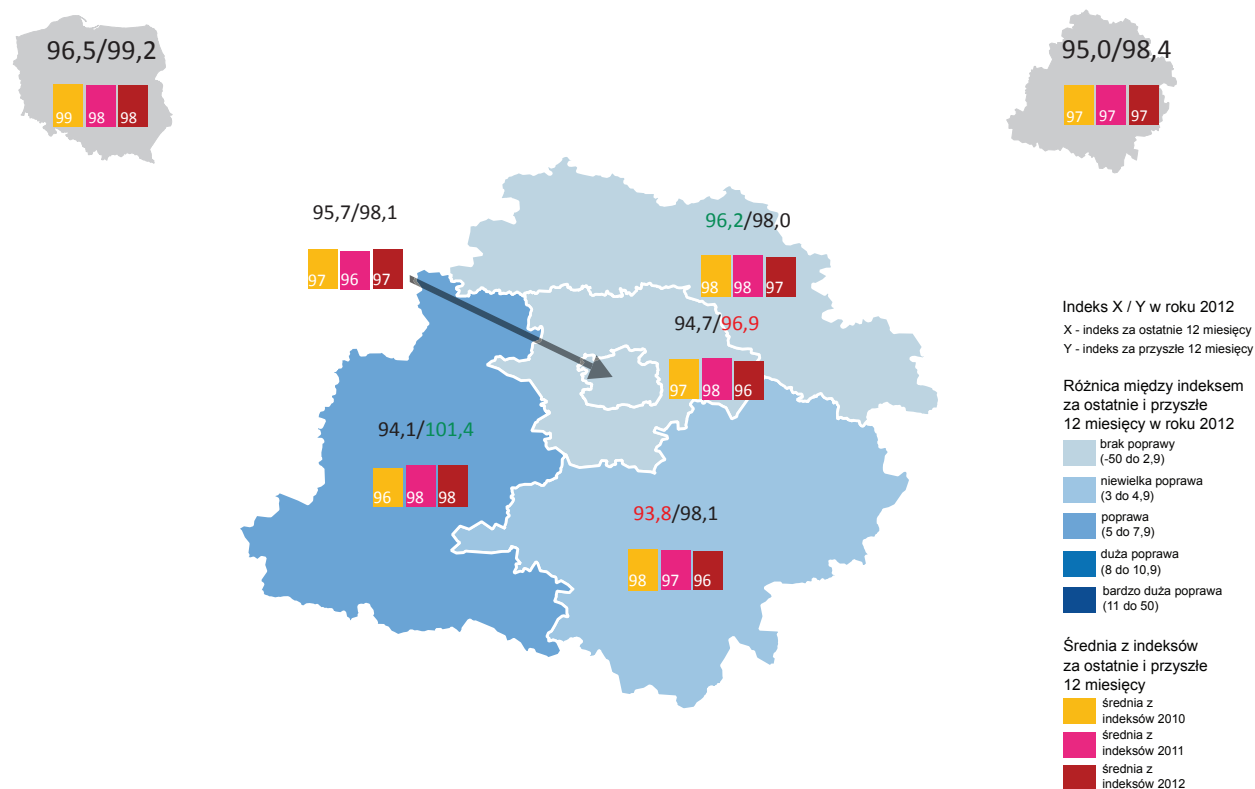 96,5/99,2
99 98 98
95,0/98,4
97 97 97
95,7/98,1
97 96 97
96,2/98,0
98 98 97
94,7/96,9
97 98 96
94,1/101,4
96 98 98
93,8/98,1
98 97 96
Indeks X / Y w roku 2012
X - indeks za ostatnie 12 miesięcy
Y - indeks za przyszłe 12 miesięcy
Różnica między indeksem
za ostatnie i przyszłe
12 miesięcy w roku 2012
brak poprawy
(-50 do 2,9)
niewielka poprawa
(3 do 4,9)
poprawa
(5 do 7,9)
duża poprawa
(8 do 10,9)
bardzo duża poprawa
(11 do 50)
Średnia z indeksów
za ostatnie i przyszłe
12 miesięcy
średnia z
indeksów 2010
średnia z
indeksów 2011
średnia z
indeksów 2012